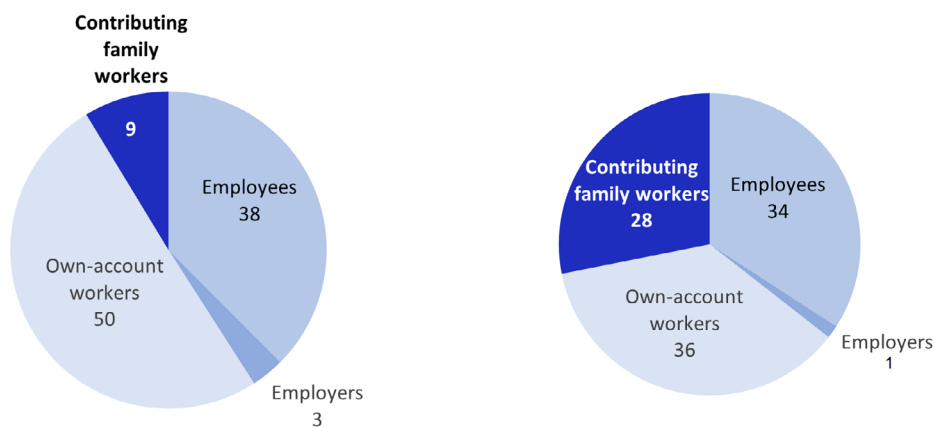 Contributing
family
workers
9
Employees
38
Own-account
workers
50
Employers
3
Contributing
family workers
28
Employees
34
Own-account
workers
36
Employers
1